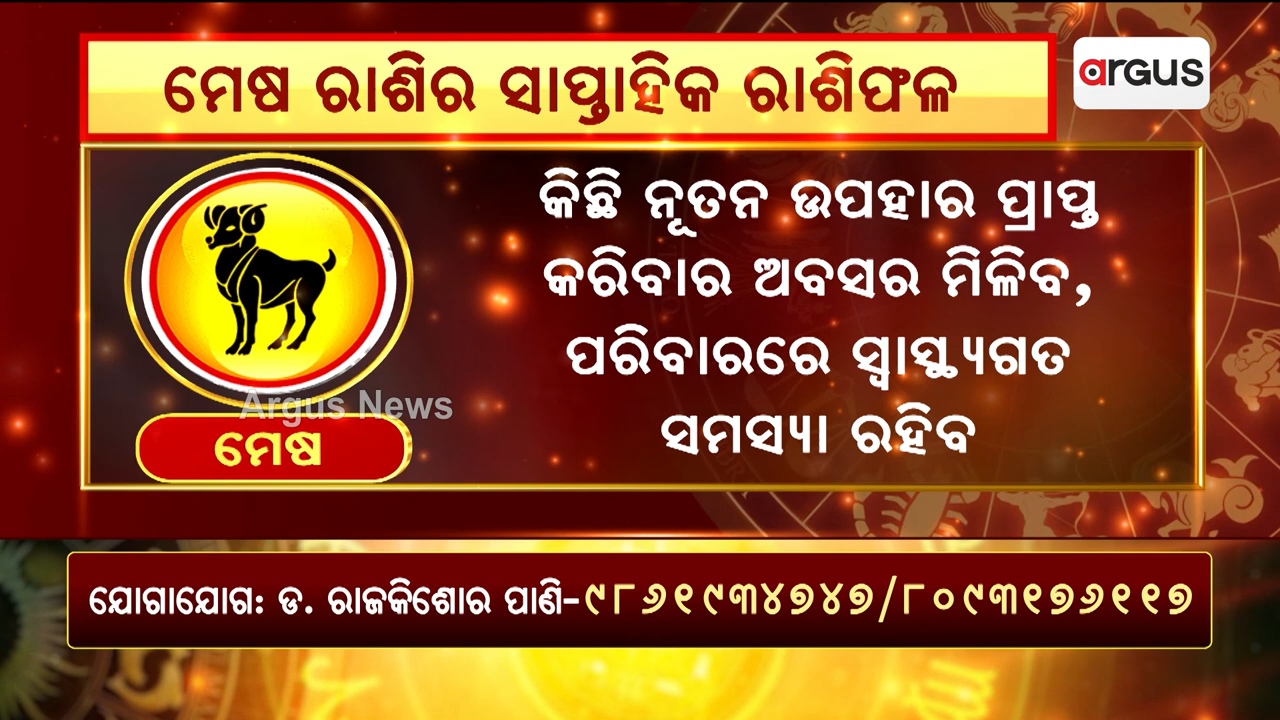 ମେଷ ରାଶିର ସାପ୍ତାହିକ ରାଶିଫଳ
argus
କିଛି ନୂତନ ଉପହାର ପ୍ରାପ୍ତ
କରିବାର ଅବସର ମିଳିବ,
ପରିବାରରେ ସ୍ୱାସ୍ଥ୍ୟଗତ
ସମସ୍ୟା ରହିବ
Argus News
ମେଷ
ଯୋଗାଯୋଗ: ଡ. ରାଜକିଶୋର ପାଣି-୯୮୬୧୯୩୪୭୪୭/୮୦୯୩୧୭୬୧୧୭